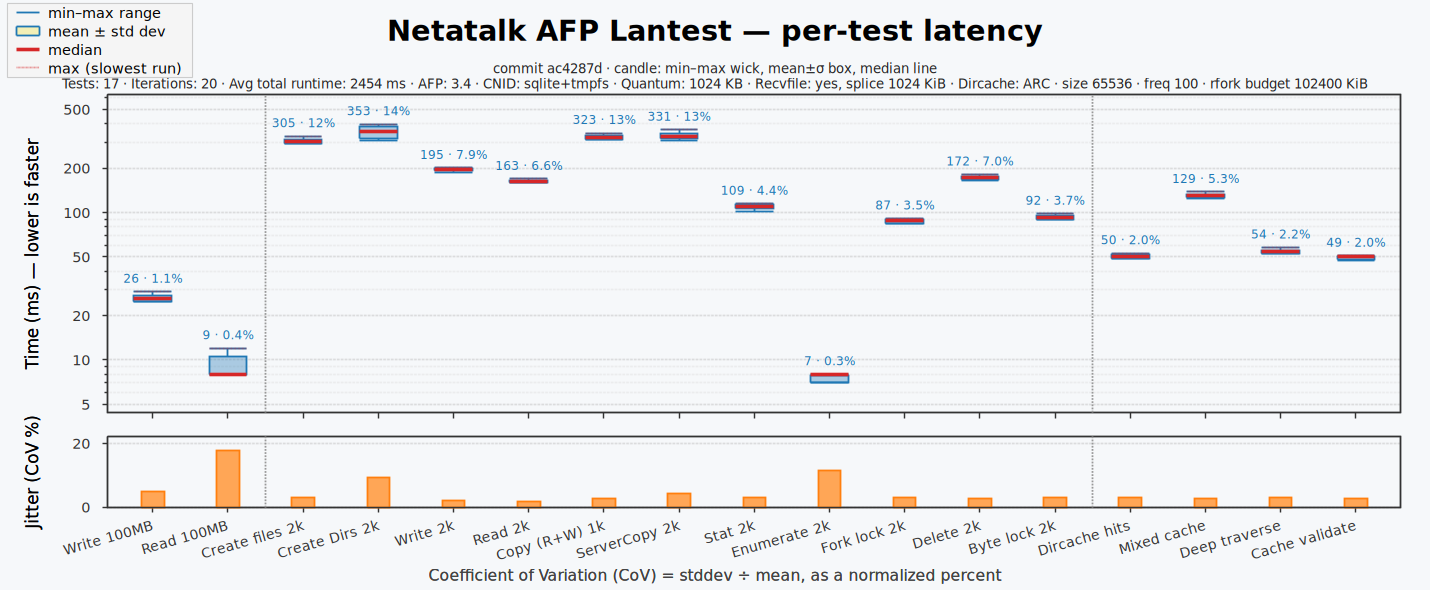 min–max range
mean ± std dev
median
max (slowest run)
Netatalk AFP Lantest — per-test latency
commit ac4287d · candle: min–max wick, mean±σ box, median line
Tests: 17 · Iterations: 20 · Avg total runtime: 2454 ms · AFP: 3.4 · CNID: sqlite+tmpfs · Quantum: 1024 KB · Recvfile: yes, splice 1024 KiB · Dircache: ARC · size 65536 · freq 100 · rfork budget 102400 KiB
Time (ms) — lower is faster
500
200
100
50
20
10
5
26 · 1.1%
9 · 0.4%
305 · 12%
353 · 14%
195 · 7.9%
163 · 6.6%
323 · 13%
331 · 13%
109 · 4.4%
7 · 0.3%
87 · 3.5%
172 · 7.0%
92 · 3.7%
50 · 2.0%
129 · 5.3%
54 · 2.2%
49 · 2.0%
Jitter (CoV %)
20
0
Write 100MB
Read 100MB
Create files 2k
Create Dirs 2k
Write 2k
Read 2k
Copy (R+W) 1k
ServerCopy 2k
Stat 2k
Enumerate 2k
Fork lock 2k
Delete 2k
Byte lock 2k
Dircache hits
Mixed cache
Deep traverse
Cache validate
Coefficient of Variation (CoV) = stddev ÷ mean, as a normalized percent